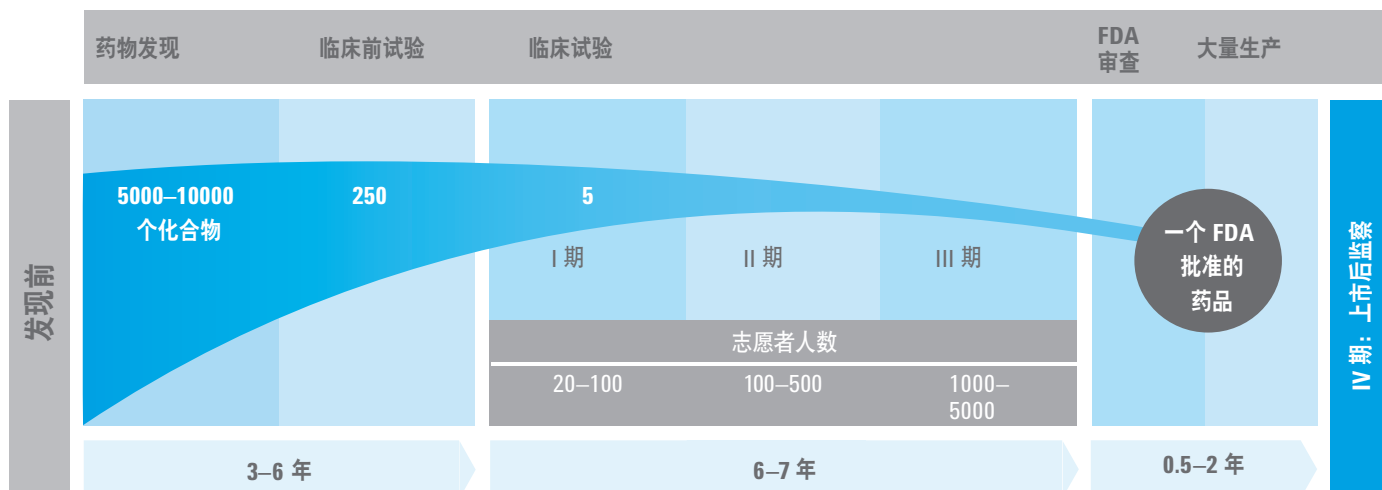 药物发现
临床前试验
临床试验
FDA
审查
大量生产
发现前
5000–10000
个化合物
250
5
I 期
II 期
III 期
志愿者人数
20–100
100–500
1000–
5000
一个 FDA
批准的
药品
IV 期：上市后监察
3–6 年
6–7 年
0.5–2 年